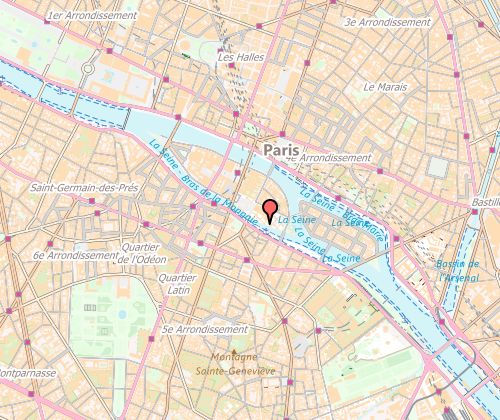 1er Arrondissement
3e Arrondissement
Les Halles
Le Marais
Paris
4e Arrondissement
La Seine - Bras de la Monnaie
Saint-Germain-des-Prés
La Seine - Bras Marie
Bastille
La Seine
La Seine
La Seine
La Seine
6e Arrondissement
Quartier
de l'Odéon
Bassin de
l'Arsenal
Quartier
Latin
5e Arrondissement
Montagne
Sainte-Geneviève
Montparnasse